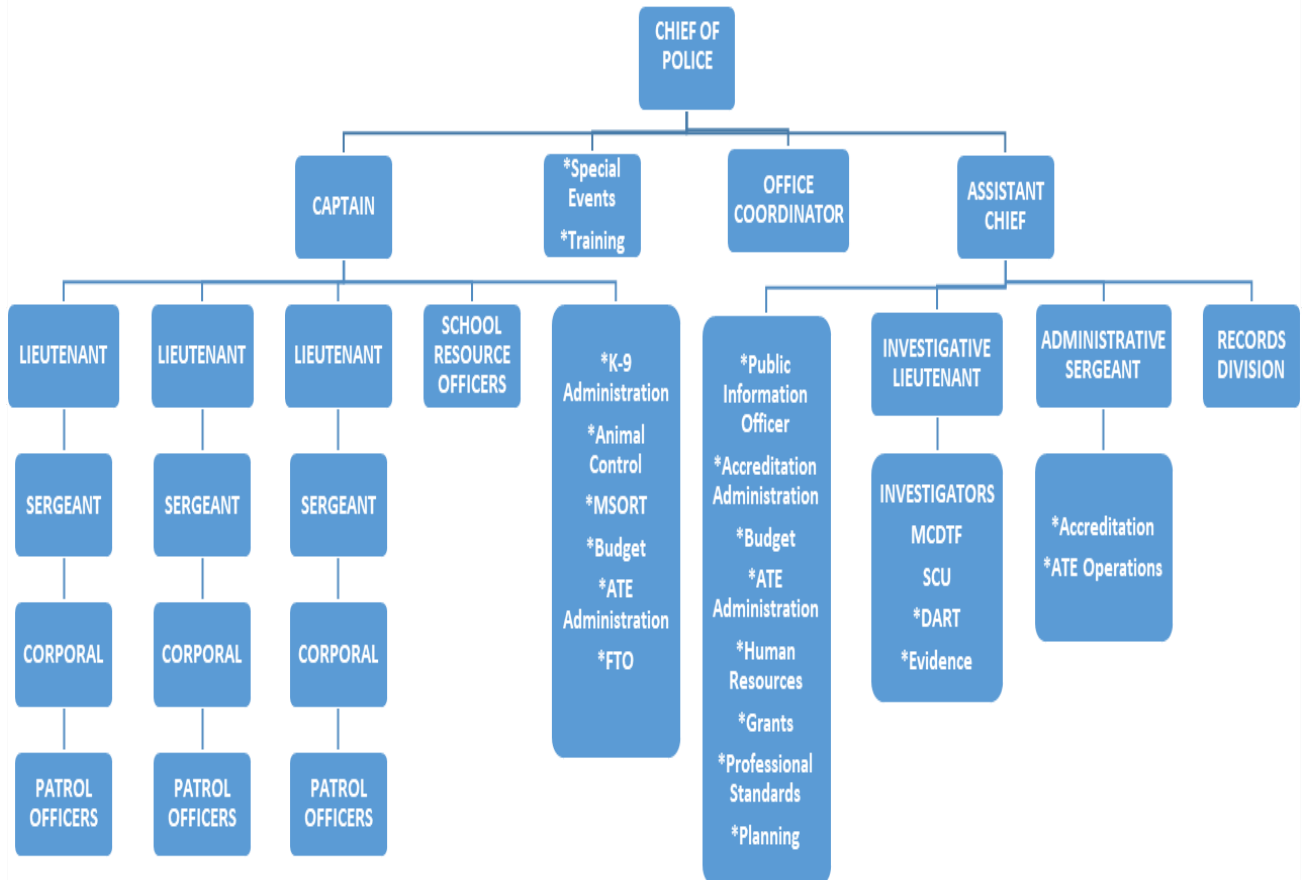 CHIEF OF
POLICE
CAPTAIN
*Special
Events
*Training
OFFICE
COORDINATOR
ASSISTANT
CHIEF
LIEUTENANT
LIEUTENANT
LIEUTENANT
SCHOOL
RESOURCE
OFFICERS
*K-9
Administration
*Animal
Control
*MSORT
*Budget
*ATE
Administration
*FTO
*Public
Information
Officer
*Accreditation
Administration
*Budget
*ATE
Administration
*Human
Resources
*Grants
*Professional
Standards
*Planning
INVESTIGATIVE
LIEUTENANT
ADMINISTRATIVE
SERGEANT
RECORDS
DIVISION
SERGEANT
SERGEANT
SERGEANT
INVESTIGATORS
MCDTF
SCU
*DART
*Evidence
*Accreditation
*ATE Operations
CORPORAL
CORPORAL
CORPORAL
PATROL
OFFICERS
PATROL
OFFICERS
PATROL
OFFICERS